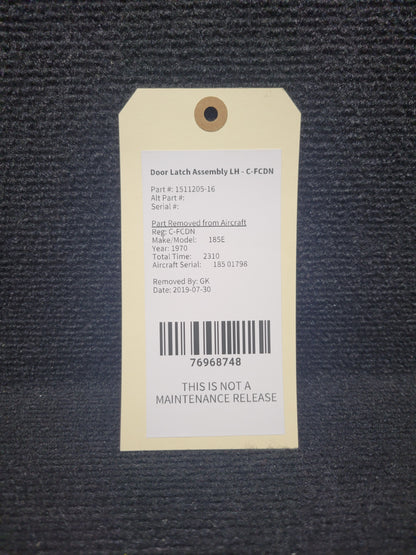 Door Latch Assembly LH - C-FCDN
Part #: 1511205-16
Alt Part #:
Serial #:
Part Removed from Aircraft
Reg: C-FCDN
Make/Model: 185E
Year: 1970
Total Time: 2310
Aircraft Serial: 185 01798
Removed By: GK
Date: 2019-07-30
76968748
THIS IS NOT A
MAINTENANCE RELEASE